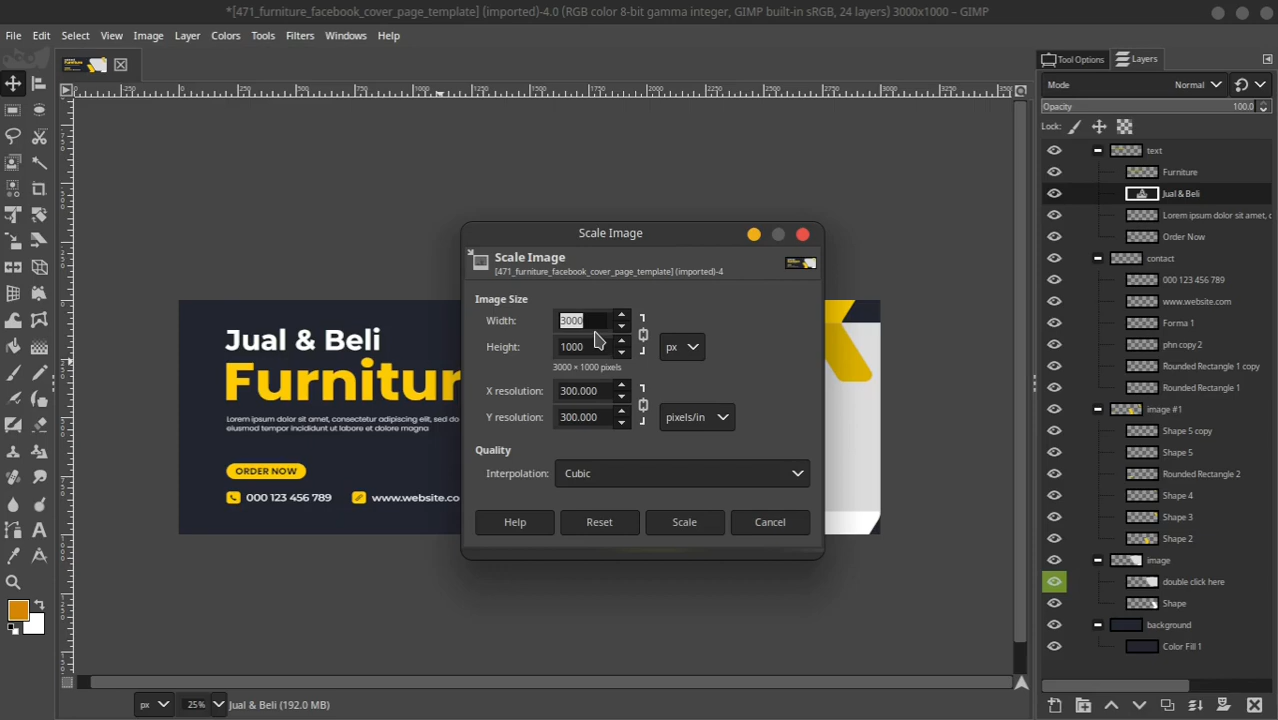 *[471_furniture_facebook_cover_page_template] (imported)-4.0 (RGB color 8-bit gamma integer, GIMP built-in sRGB, 24 layers) 3000x1000 – GIMP
File Edit Select View Image Layer Colors Tools Filters Windows Help
Tool Options Layers
Mode Normal
Opacity 100.0
Lock:
text
Furniture
Jual & Beli
Lorem ipsum dolor sit amet, c
Order Now
contact
000 123 456 789
www.website.com
Forma 1
phn copy 2
Rounded Rectangle 1 copy
Rounded Rectangle 1
image #1
Shape 5 copy
Shape 5
Rounded Rectangle 2
Shape 4
Shape 3
Shape 2
image
double click here
Shape
background
Color Fill 1
Scale Image
Scale Image
[471_furniture_facebook_cover_page_template] (imported)-4
Image Size
Width: 3000
Height: 1000 px
3000 × 1000 pixels
X resolution: 300.000
Y resolution: 300.000 pixels/in
Quality
Interpolation: Cubic
Help Reset Scale Cancel
Jual & Beli
Furnitur
Lorem ipsum dolor sit amet, consectetur adipiscing elit, sed do
tempor incididunt ut labore et dolore magna
ORDER NOW
000 123 456 789 www.website.co
px 25% Jual & Beli (192.0 MB)